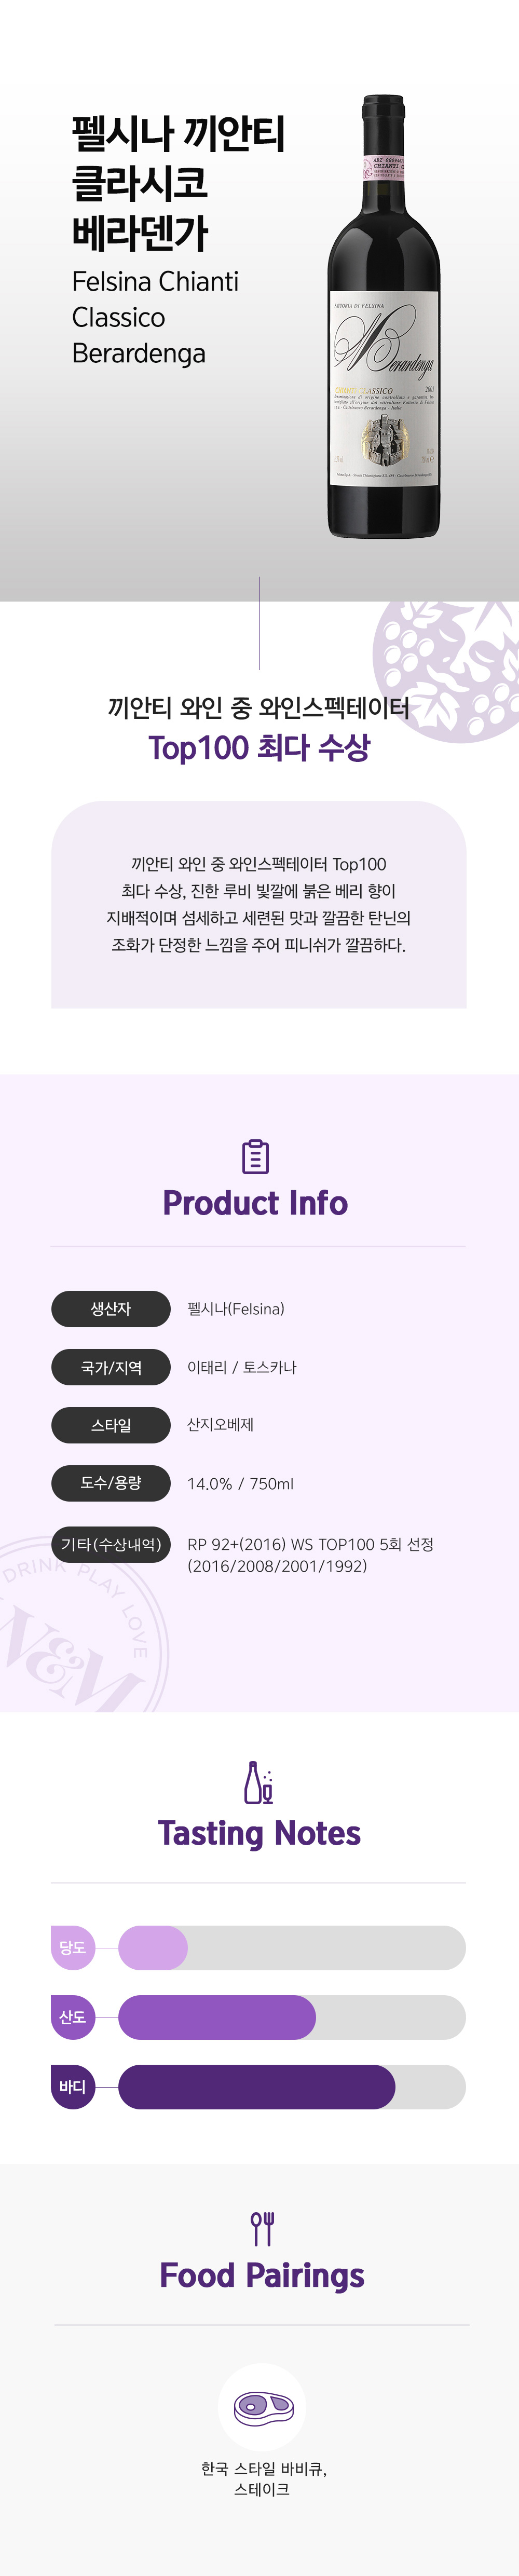 펠시나 끼안티
클라시코
베라덴가
Felsina Chianti
Classico
Berardenga
CHIANTI C
FATTORIA DI FELSINA
Berardenga
CHIANTI CLASSICO
끼안티 와인 중 와인스펙테이터
Top100 최다 수상
끼안티 와인 중 와인스펙테이터 Top100
최다 수상, 진한 루비 빛깔에 붉은 베리 향이
지배적이며 섬세하고 세련된 맛과 깔끔한 탄닌의
조화가 단정한 느낌을 주어 피니쉬가 깔끔하다.
Product Info
생산자 펠시나(Felsina)
국가/지역 이태리 / 토스카나
스타일 산지오베제
도수/용량 14.0% / 750ml
기타(수상내역) RP 92+(2016) WS TOP100 5회 선정
(2016/2008/2001/1992)
DRINK PLAY LOVE
W&M
Tasting Notes
당도
산도
바디
Food Pairings
한국 스타일 바비큐,
스테이크